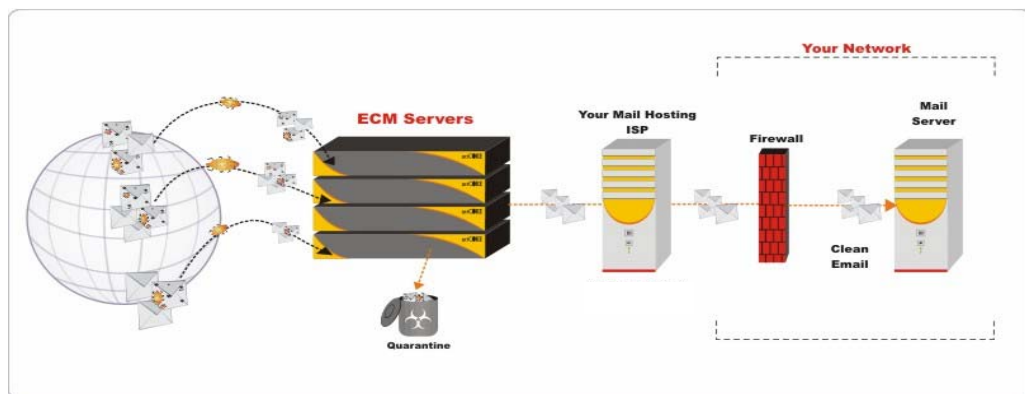 Your Network
ECM Servers
Your Mail Hosting
ISP
Firewall
Mail
Server
Clean
Email
Quarantine